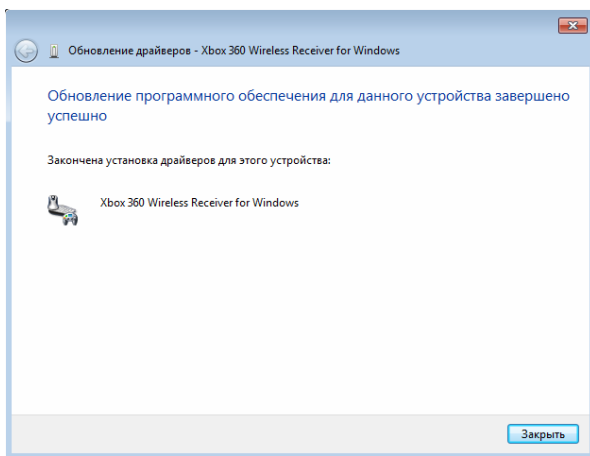 Обновление драйверов - Xbox 360 Wireless Receiver for Windows
Обновление программного обеспечения для данного устройства завершено
успешно
Закончена установка драйверов для этого устройства:
Xbox 360 Wireless Receiver for Windows
Закрыть